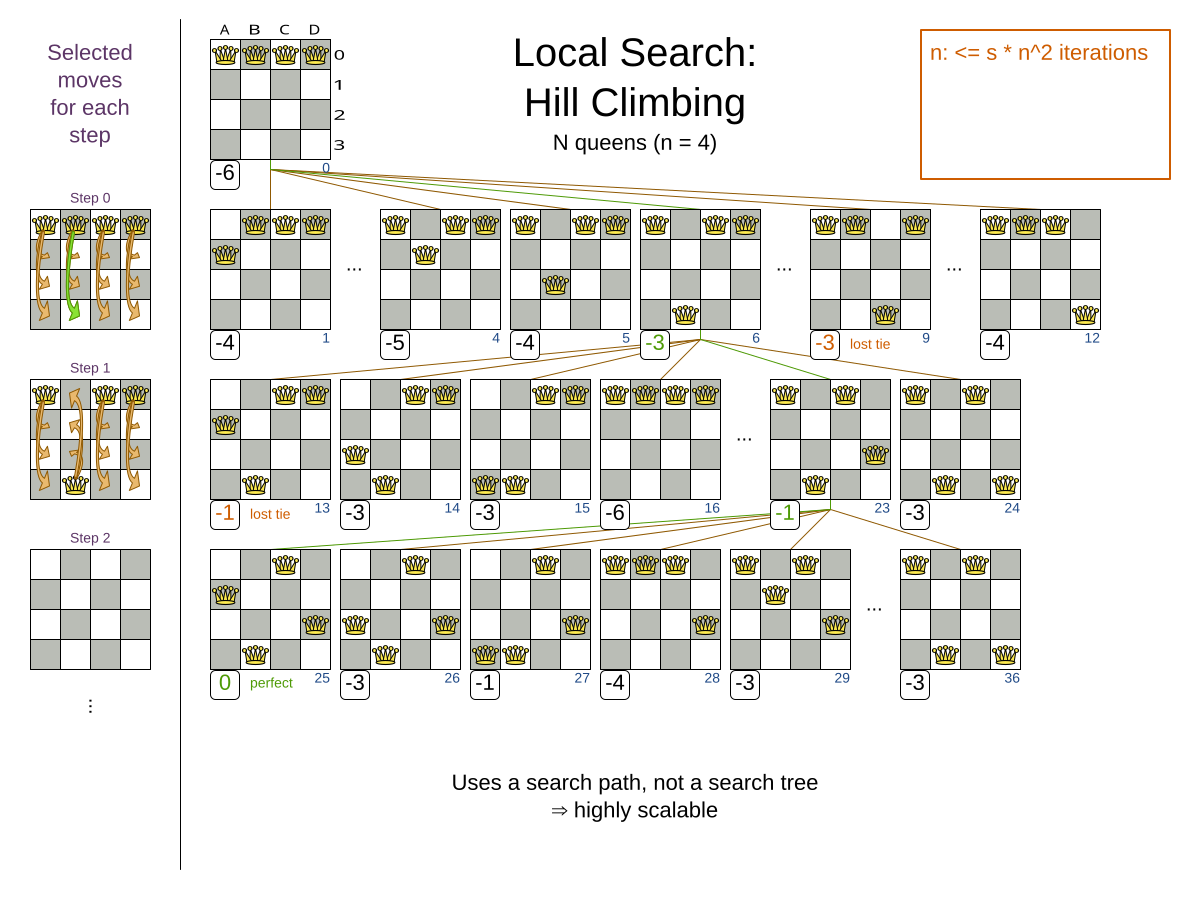 Selected
moves
for each
step
A B C D
0
1
2
3
Local Search:
Hill Climbing
N queens (n = 4)
n: <= s * n^2 iterations
-6 0
Step 0
... ... ...
-4 1
-5 4
-4 5
-3 6
-3 lost tie 9
-4 12
Step 1
...
-1 lost tie 13
-3 14
-3 15
-6 16
-1 23
-3 24
Step 2
...
0 perfect 25
-3 26
-1 27
-4 28
-3 29
-3 36
...
Uses a search path, not a search tree
⇒ highly scalable